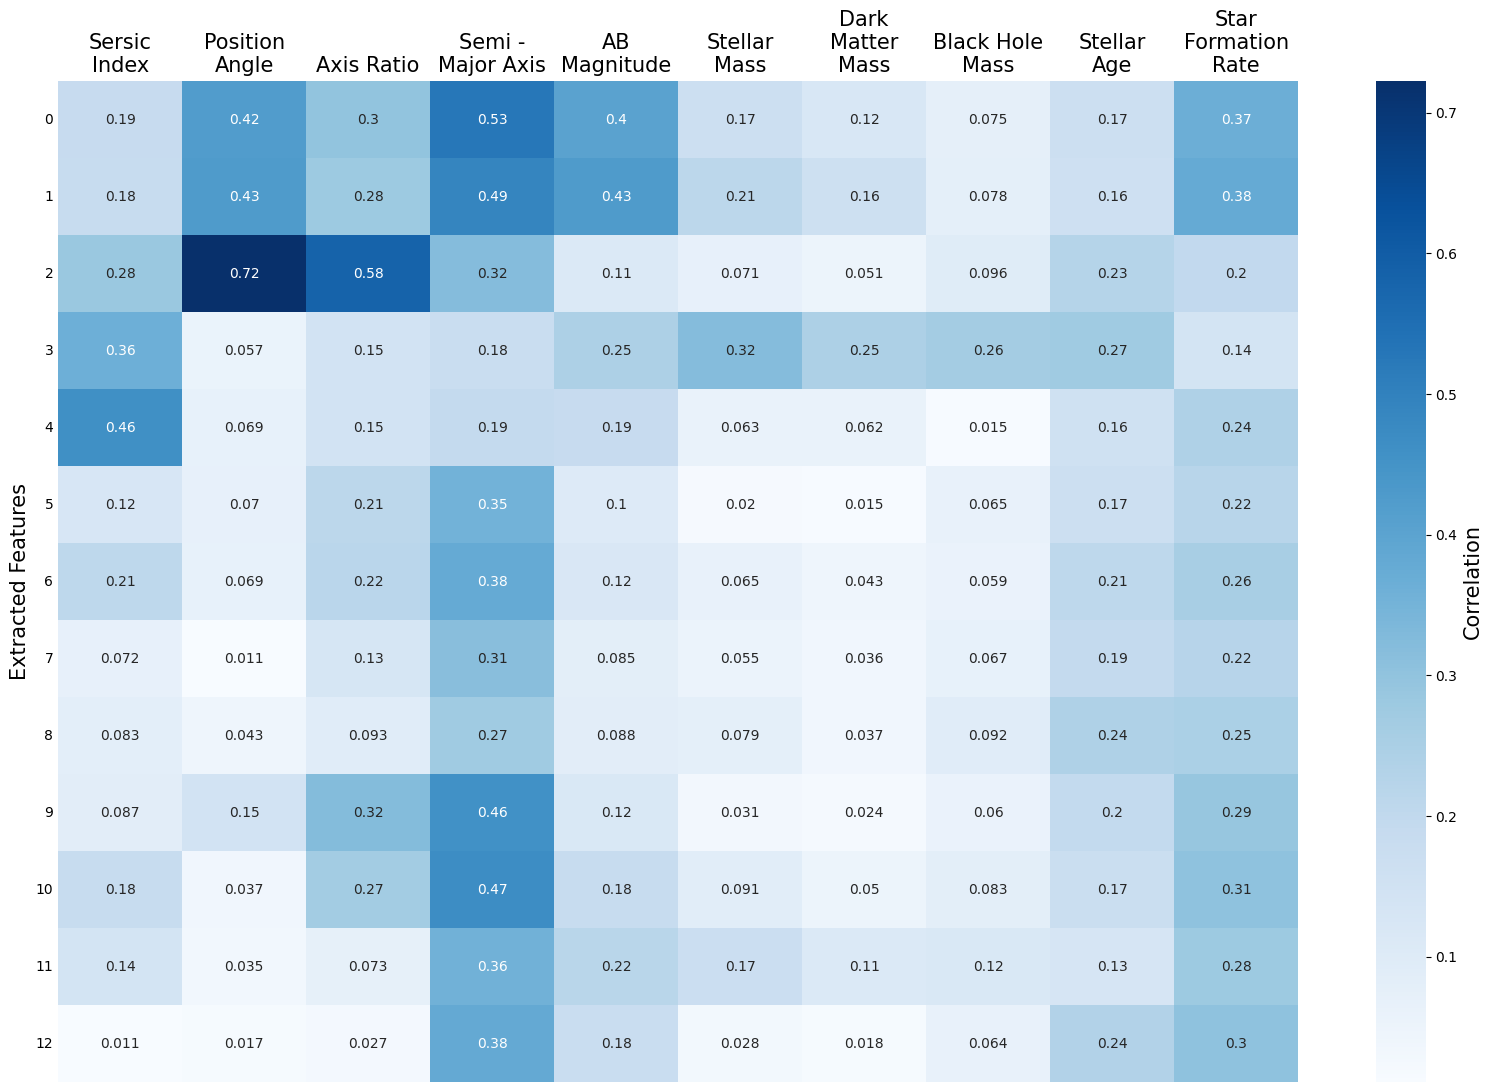 Sersic
Index
Position
Angle
Axis Ratio
Semi -
Major Axis
AB
Magnitude
Stellar
Mass
Dark
Matter
Mass
Black Hole
Mass
Stellar
Age
Star
Formation
Rate
Extracted Features
0 0.19 0.42 0.3 0.53 0.4 0.17 0.12 0.075 0.17 0.37
1 0.18 0.43 0.28 0.49 0.43 0.21 0.16 0.078 0.16 0.38
2 0.28 0.72 0.58 0.32 0.11 0.071 0.051 0.096 0.23 0.2
3 0.36 0.057 0.15 0.18 0.25 0.32 0.25 0.26 0.27 0.14
4 0.46 0.069 0.15 0.19 0.19 0.063 0.062 0.015 0.16 0.24
5 0.12 0.07 0.21 0.35 0.1 0.02 0.015 0.065 0.17 0.22
6 0.21 0.069 0.22 0.38 0.12 0.065 0.043 0.059 0.21 0.26
7 0.072 0.011 0.13 0.31 0.085 0.055 0.036 0.067 0.19 0.22
8 0.083 0.043 0.093 0.27 0.088 0.079 0.037 0.092 0.24 0.25
9 0.087 0.15 0.32 0.46 0.12 0.031 0.024 0.06 0.2 0.29
10 0.18 0.037 0.27 0.47 0.18 0.091 0.05 0.083 0.17 0.31
11 0.14 0.035 0.073 0.36 0.22 0.17 0.11 0.12 0.13 0.28
12 0.011 0.017 0.027 0.38 0.18 0.028 0.018 0.064 0.24 0.3
0.7
0.6
0.5
0.4
0.3
0.2
0.1
Correlation